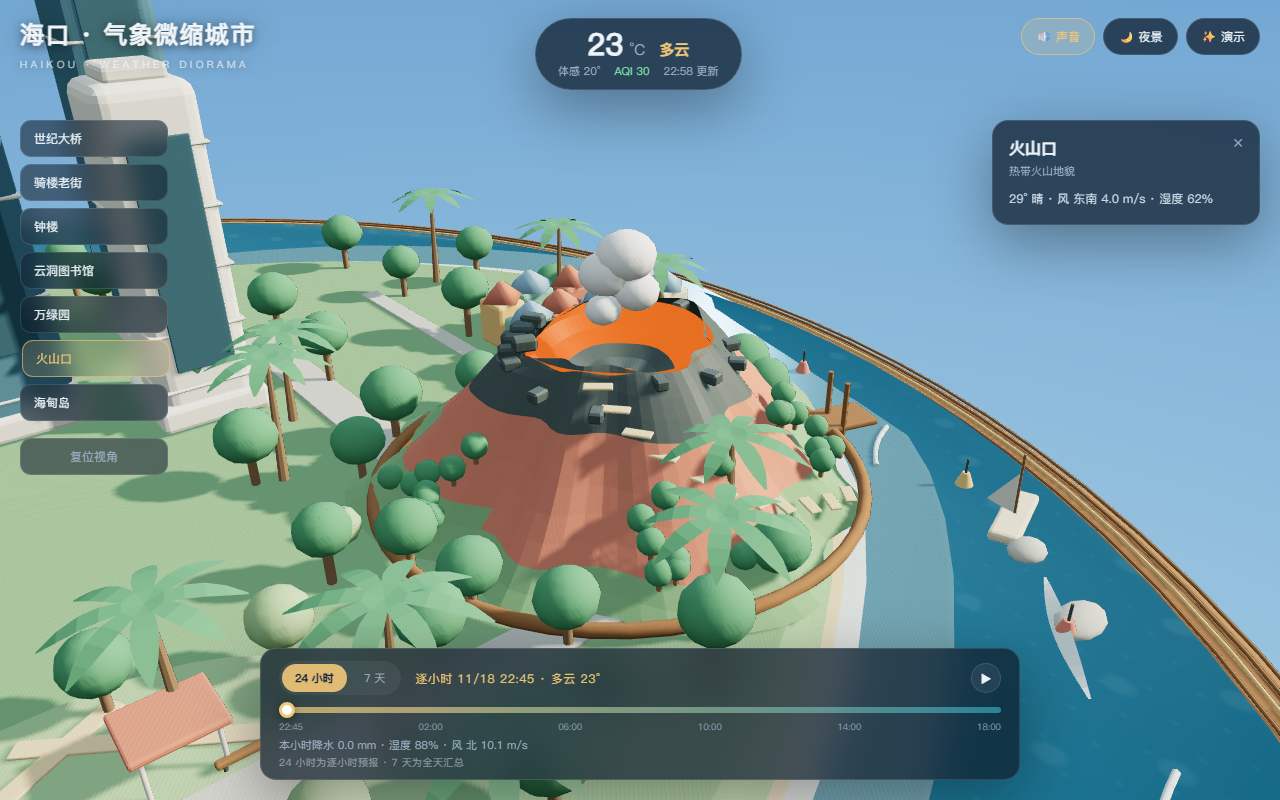 海口 · 气象微缩城市
HAIKOU · WEATHER DIORAMA
23 °C 多云
体感 20° AQI 30 22:58 更新
声音
夜景
演示
世纪大桥
骑楼老街
钟楼
云洞图书馆
万绿园
火山口
海甸岛
复位视角
火山口
×
热带火山地貌
29° 晴 · 风 东南 4.0 m/s · 湿度 62%
24 小时 7 天 逐小时 11/18 22:45 · 多云 23°
22:45 02:00 06:00 10:00 14:00 18:00
本小时降水 0.0 mm · 湿度 88% · 风 北 10.1 m/s
24 小时为逐小时预报 · 7 天为全天汇总